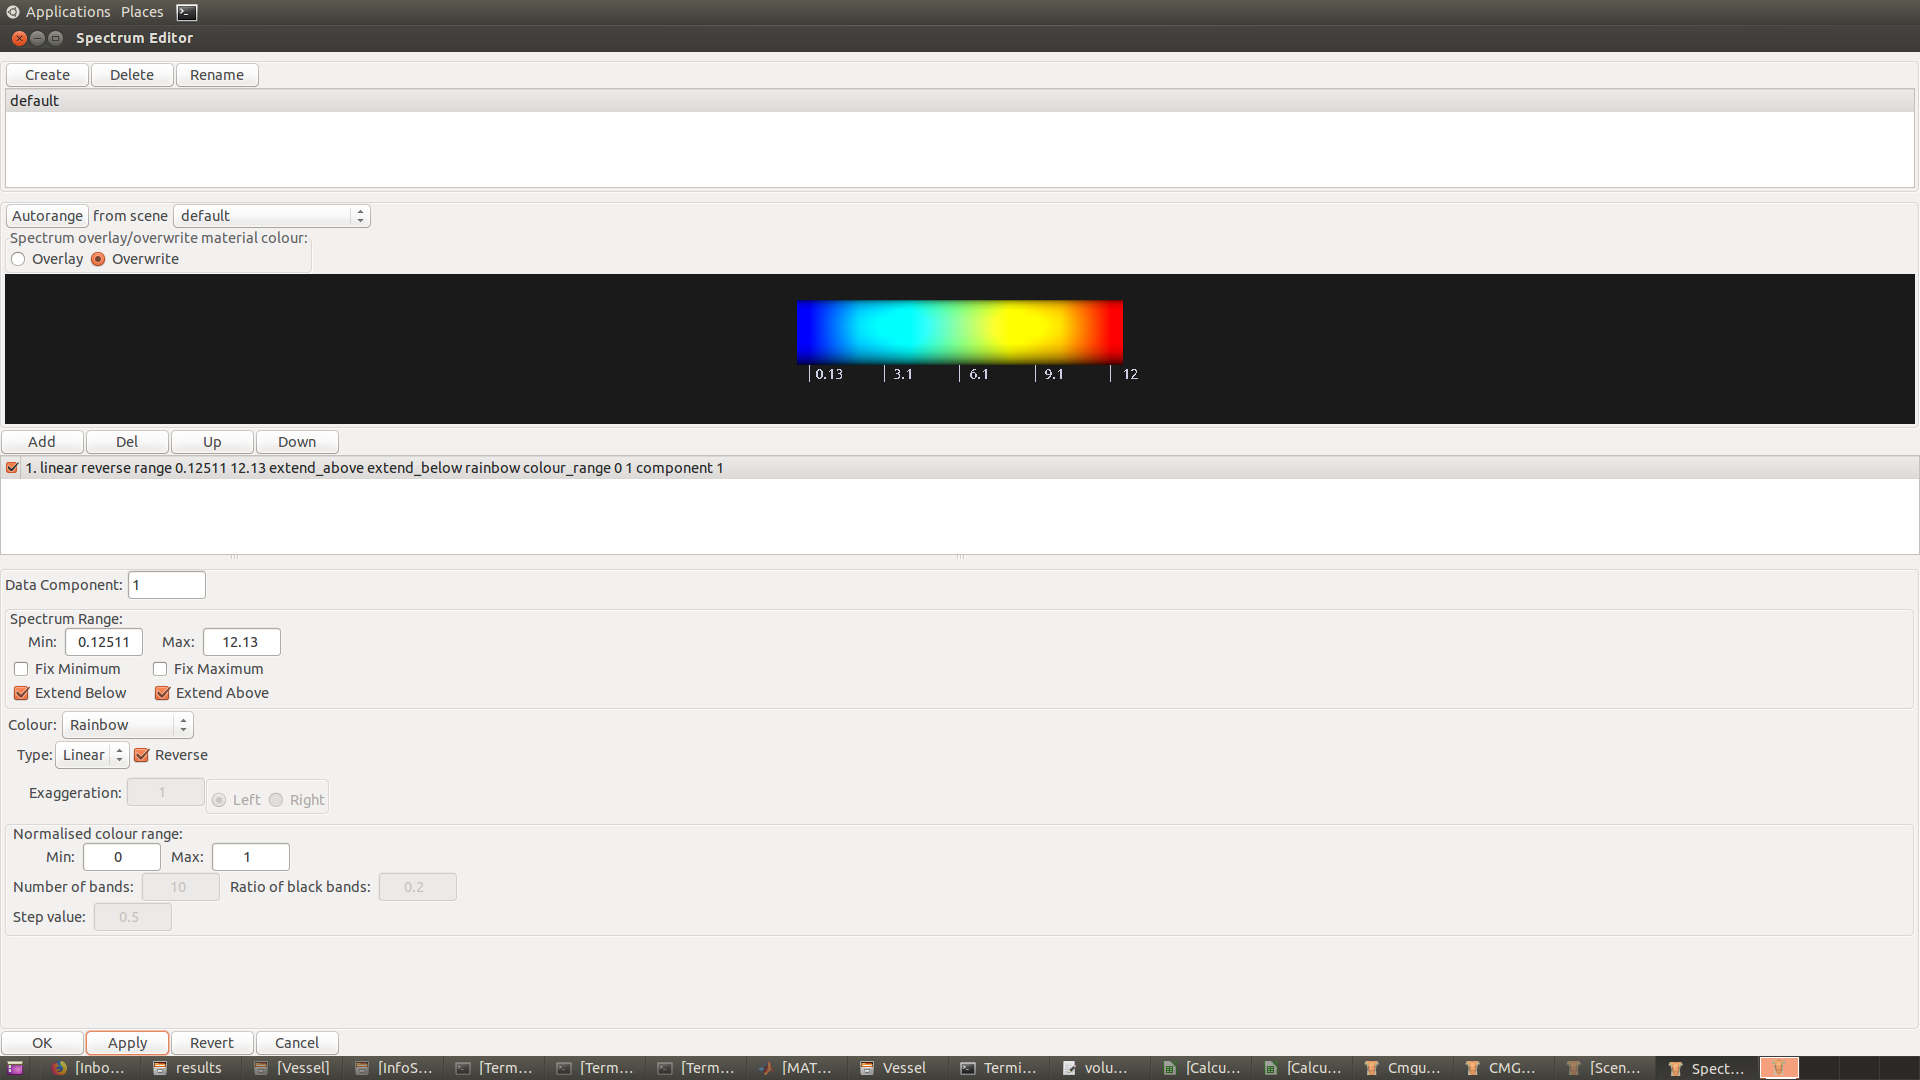 Applications Places
Spectrum Editor
Create Delete Rename
default
Autorange from scene default
Spectrum overlay/overwrite material colour:
Overlay Overwrite
0.13 3.1 6.1 9.1 12
Add Del Up Down
1. linear reverse range 0.12511 12.13 extend_above extend_below rainbow colour_range 0 1 component 1
Data Component: 1
Spectrum Range:
Min: 0.12511 Max: 12.13
Fix Minimum Fix Maximum
Extend Below Extend Above
Colour: Rainbow
Type: Linear Reverse
Exaggeration: 1 Left Right
Normalised colour range:
Min: 0 Max: 1
Number of bands: 10 Ratio of black bands: 0.2
Step value: 0.5
OK Apply Revert Cancel
[Inbo... results [Vessel] [InfoS... [Term... [Term... [Term... [MAT... Vessel Termi... volu... [Calcu... [Calcu... Cmgu... CMG... [Scen... Spect...